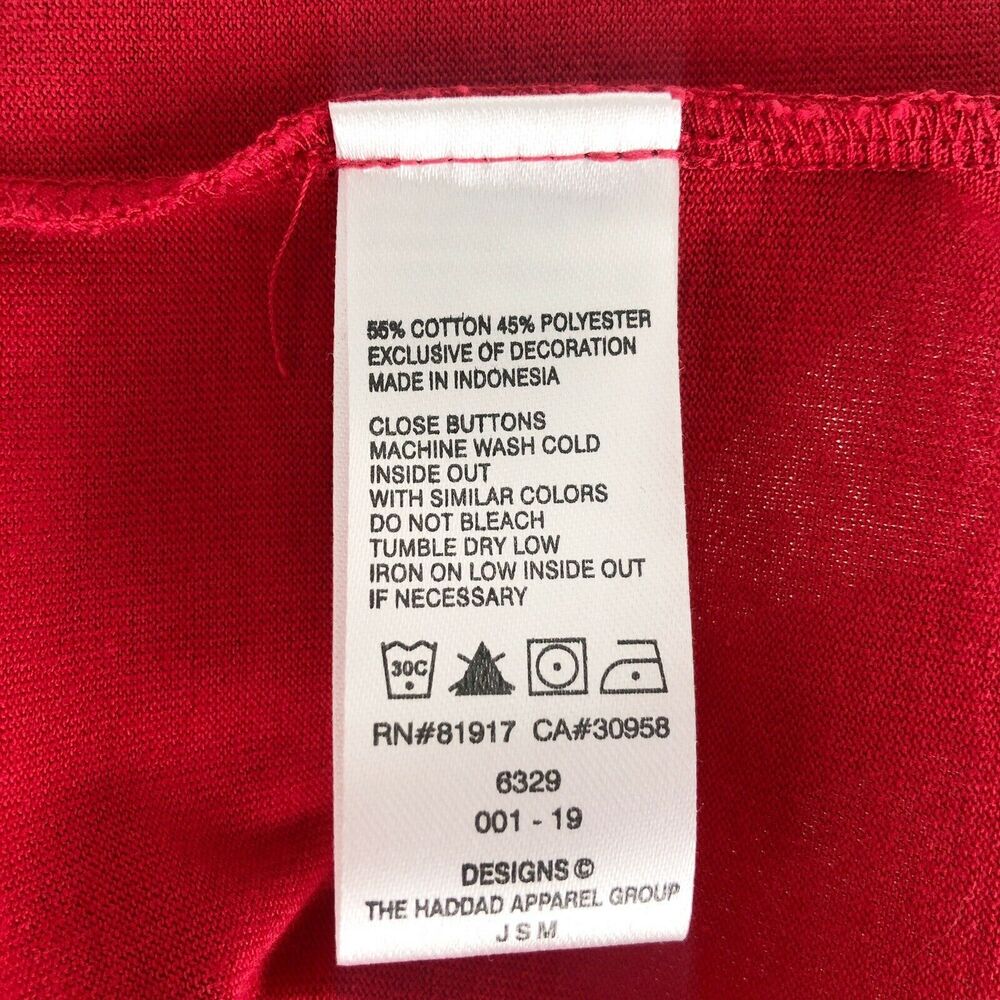 55% COTTON 45% POLYESTER
EXCLUSIVE OF DECORATION
MADE IN INDONESIA
CLOSE BUTTONS
MACHINE WASH COLD
INSIDE OUT
WITH SIMILAR COLORS
DO NOT BLEACH
TUMBLE DRY LOW
IRON ON LOW INSIDE OUT
IF NECESSARY
30C
RN#81917 CA#30958
6329
001 - 19
DESIGNS ©
THE HADDAD APPAREL GROUP
J S M